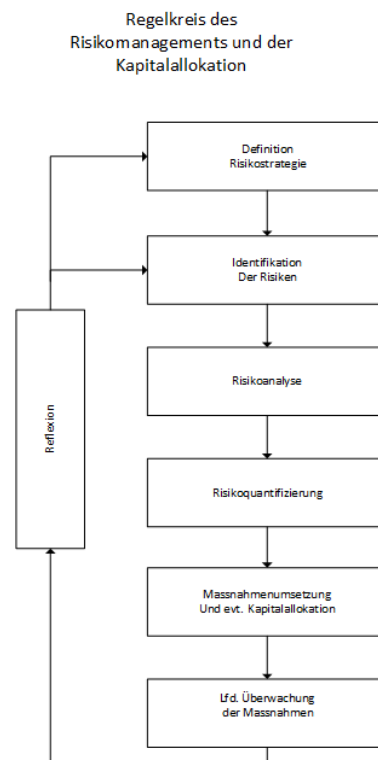 Regelkreis des
Risikomanagements und der
Kapitalallokation
Definition
Risikostrategie
Identifikation
Der Risiken
Risikoanalyse
Reflexion
Risikoquantifizierung
Massnahmenumsetzung
Und evt. Kapitalallokation
Lfd. Überwachung
der Massnahmen